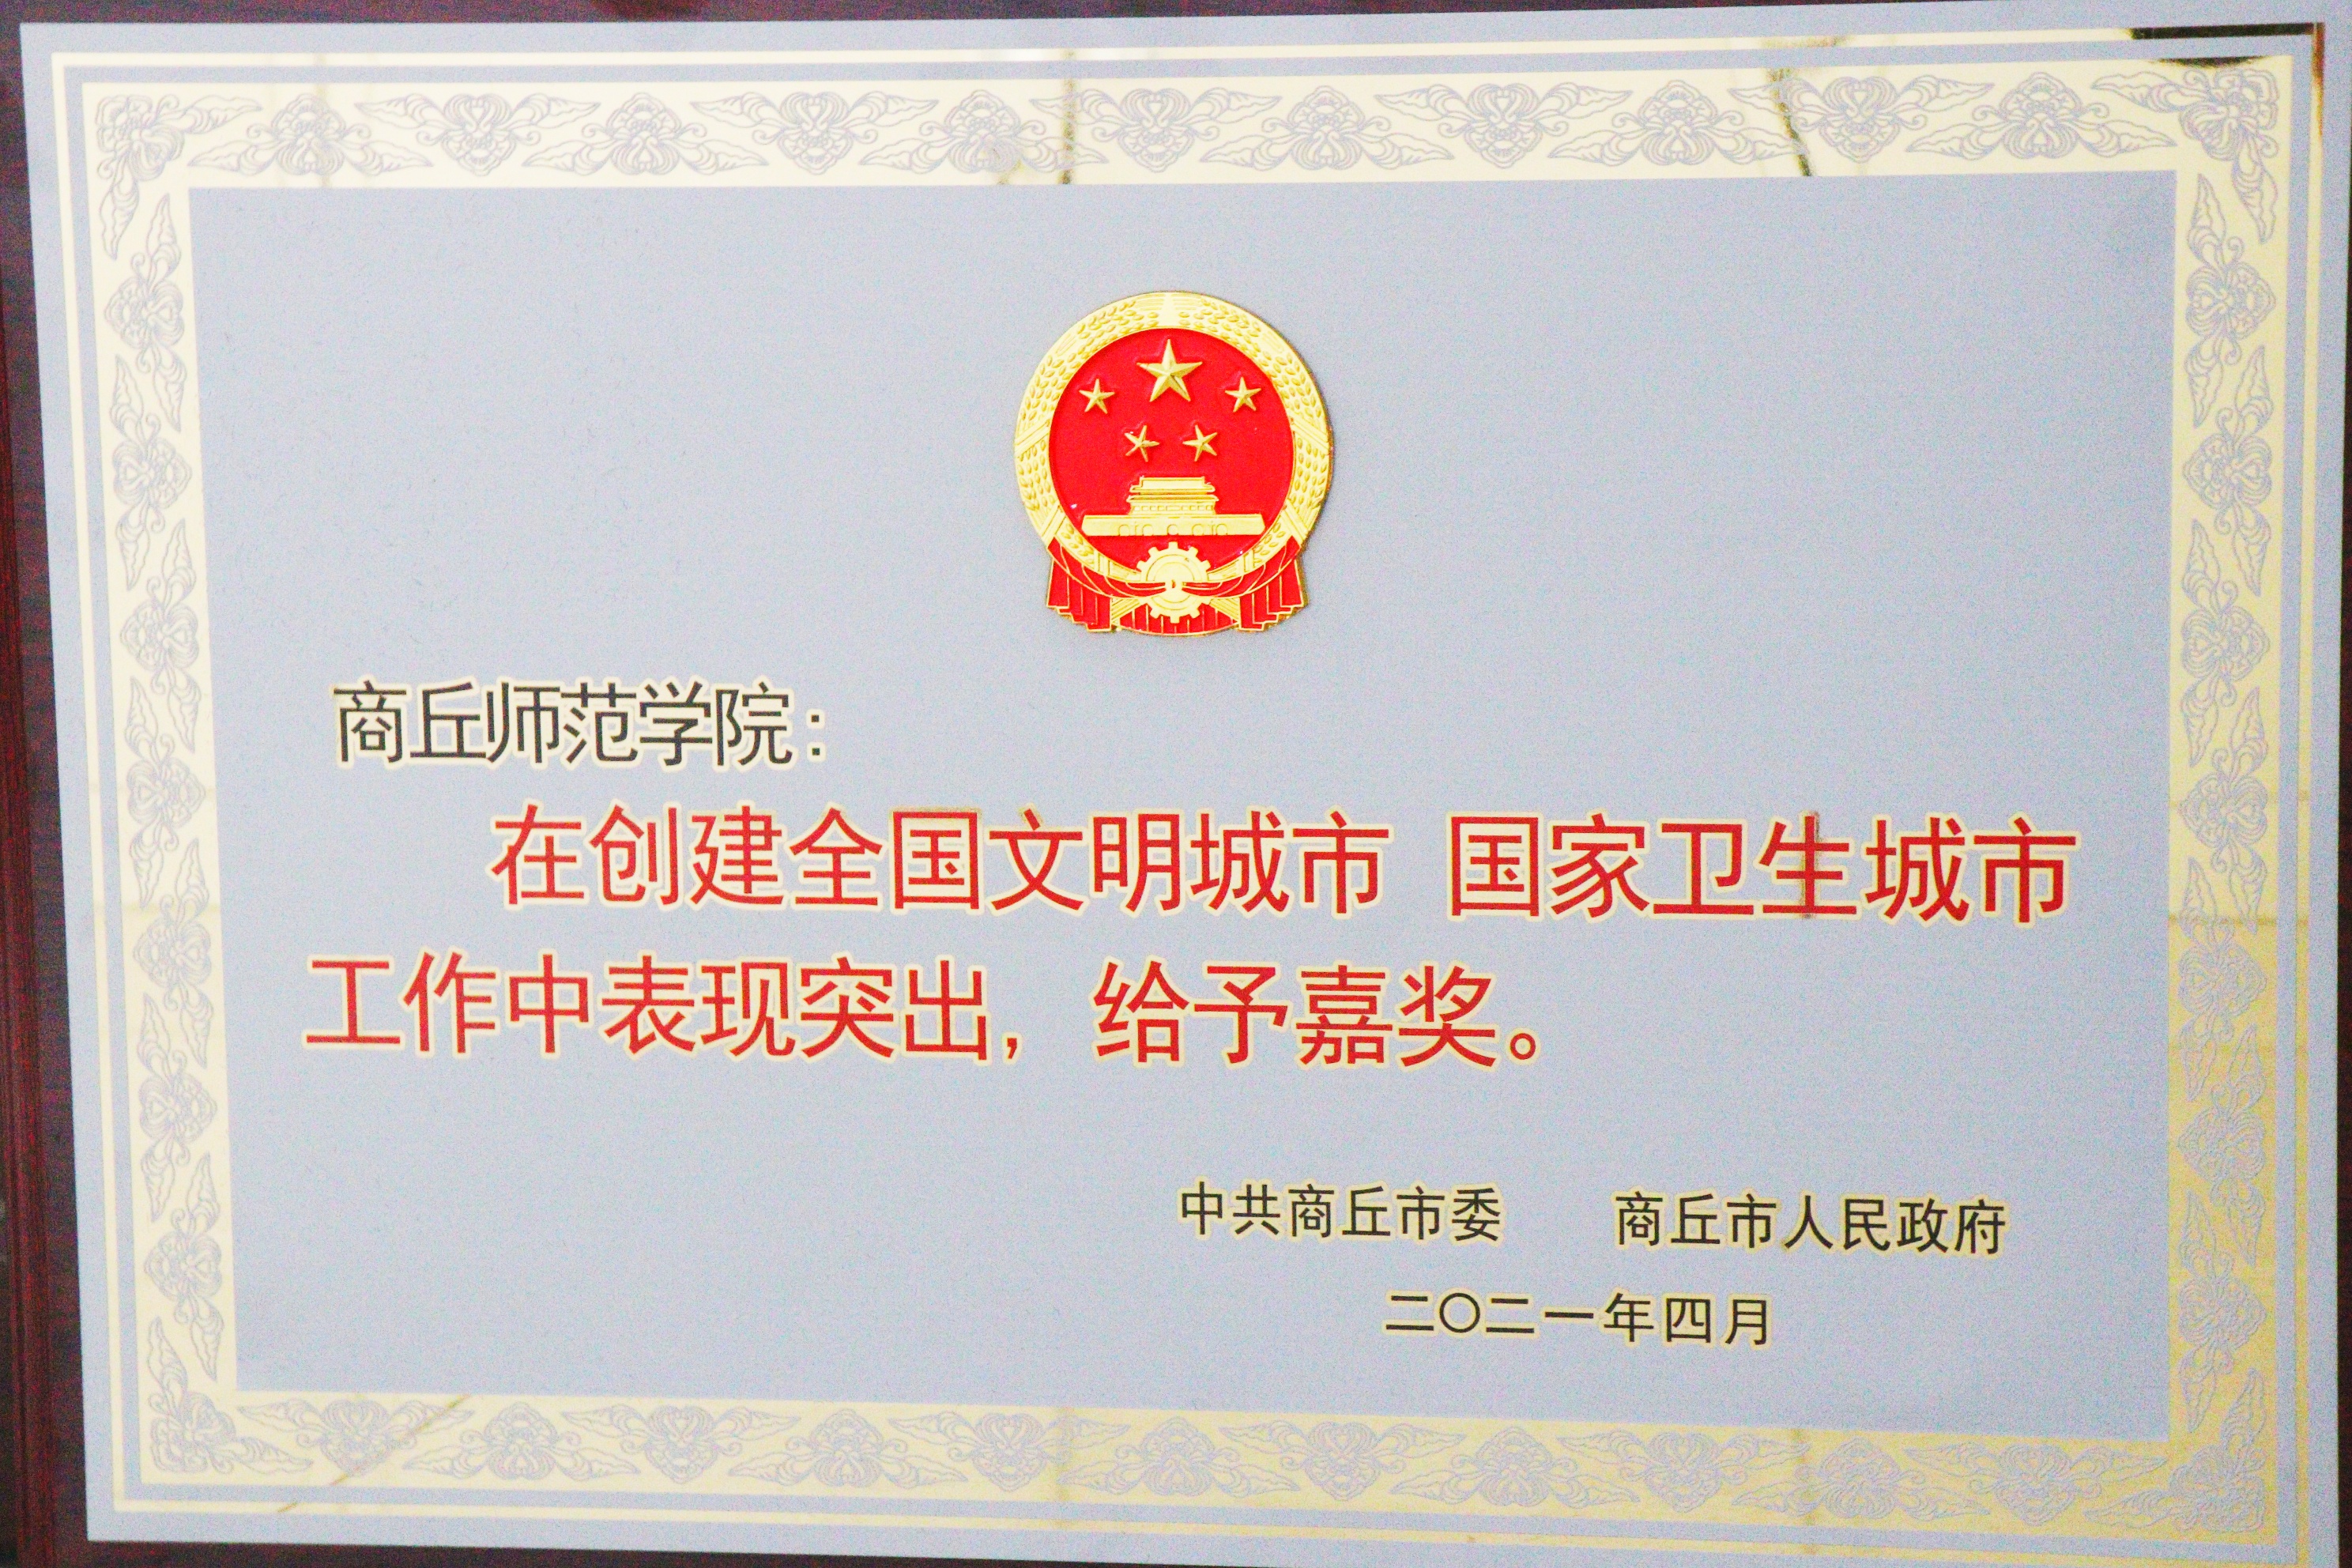 商丘师范学院：
在创建全国文明城市 国家卫生城市
工作中表现突出，给予嘉奖。
中共商丘市委 商丘市人民政府
二〇二一年四月